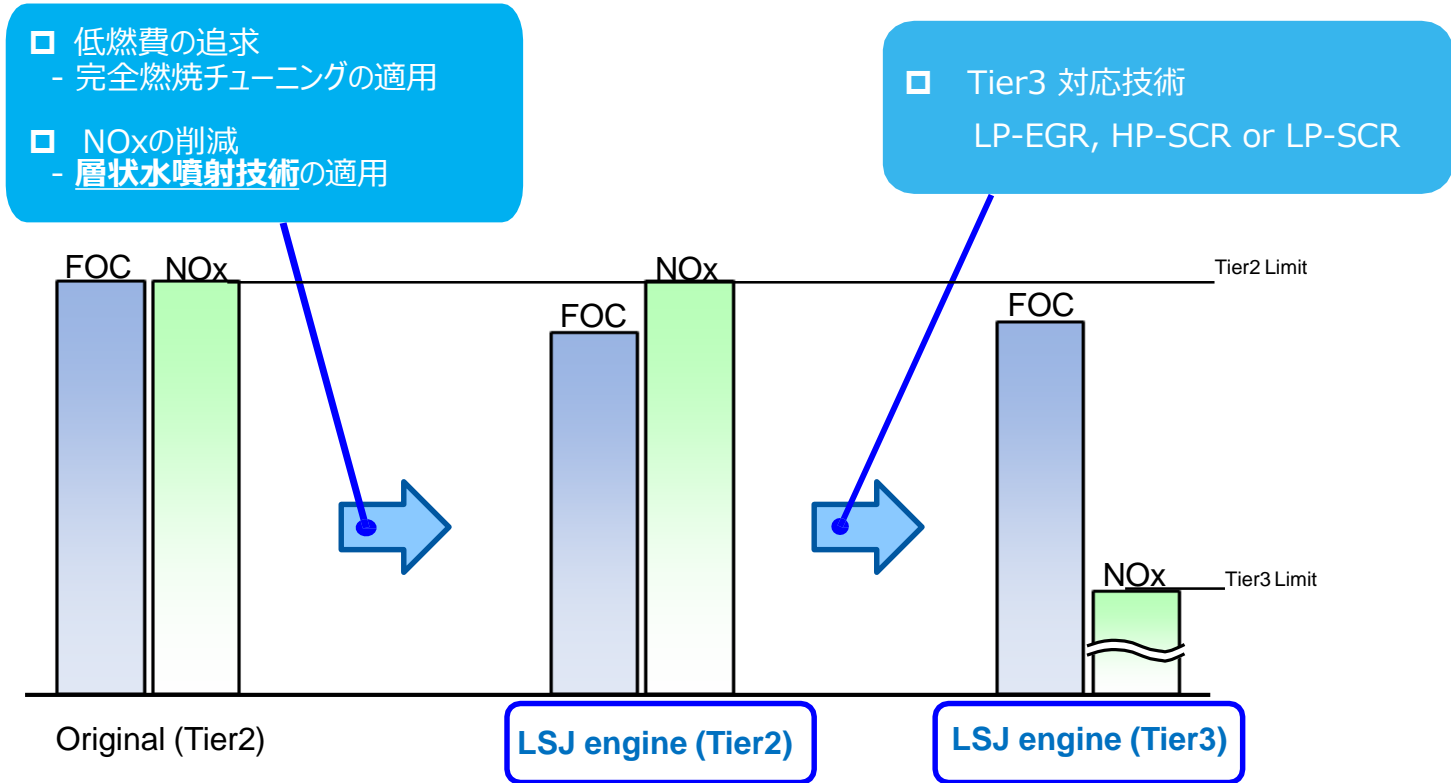 低燃費の追求
- 完全燃焼チューニングの適用
NOxの削減
- 層状水噴射技術の適用
Tier3 対応技術
LP-EGR, HP-SCR or LP-SCR
FOC
NOx
FOC
NOx
FOC
NOx
Tier2 Limit
Tier3 Limit
Original (Tier2)
LSJ engine (Tier2)
LSJ engine (Tier3)